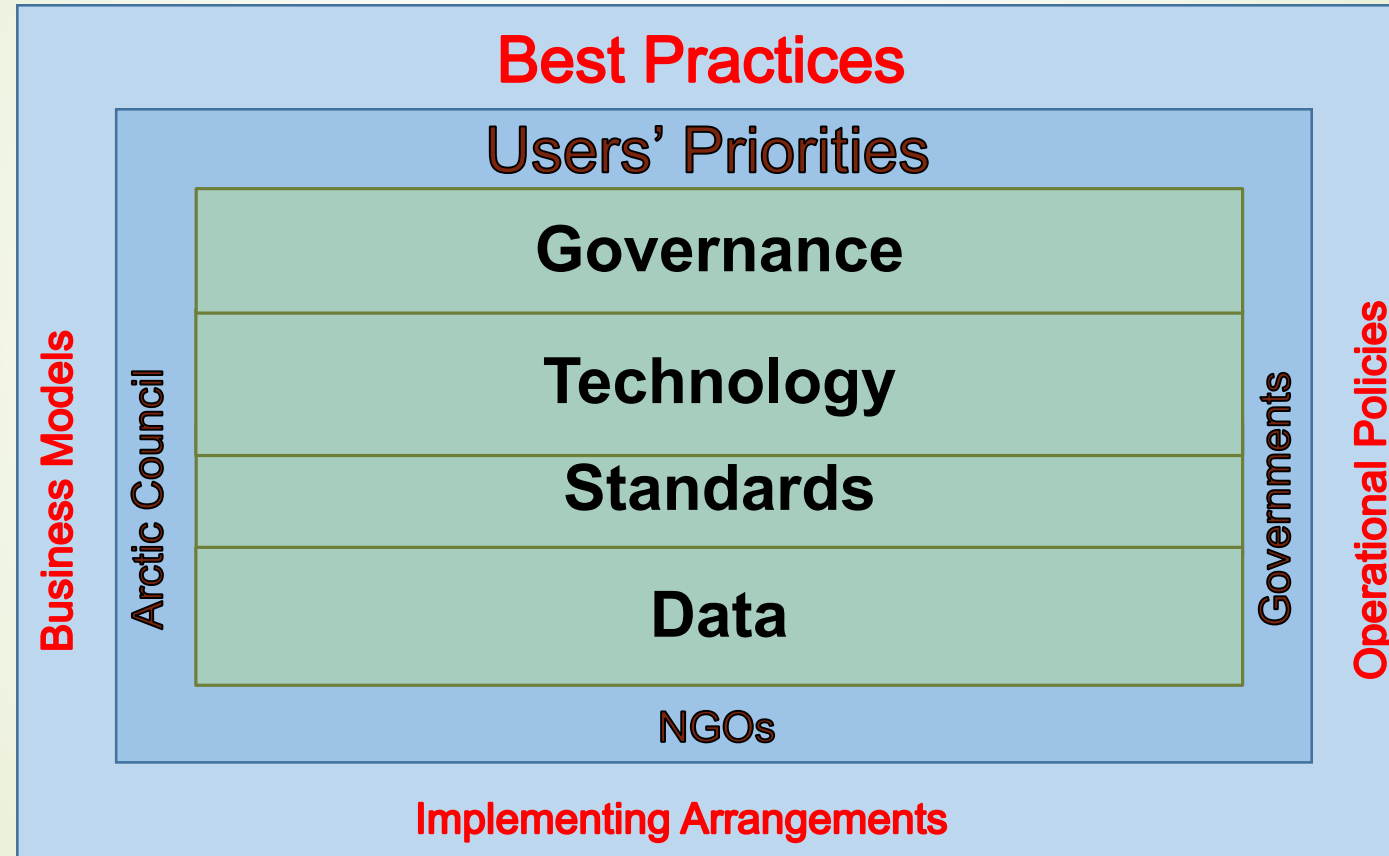 Best Practices
Users’ Priorities
Governance
Technology
Standards
Data
Business Models
Arctic Council
Governments
Operational Policies
NGOs
Implementing Arrangements